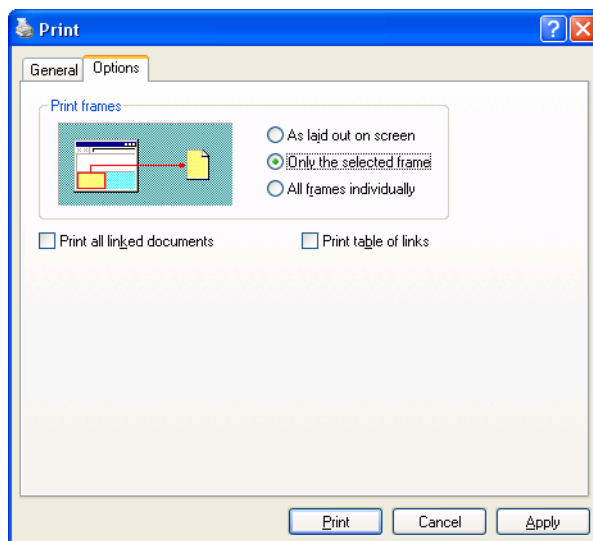 Print
General Options
Print frames
As laid out on screen
Only the selected frame
All frames individually
Print all linked documents Print table of links
Print Cancel Apply